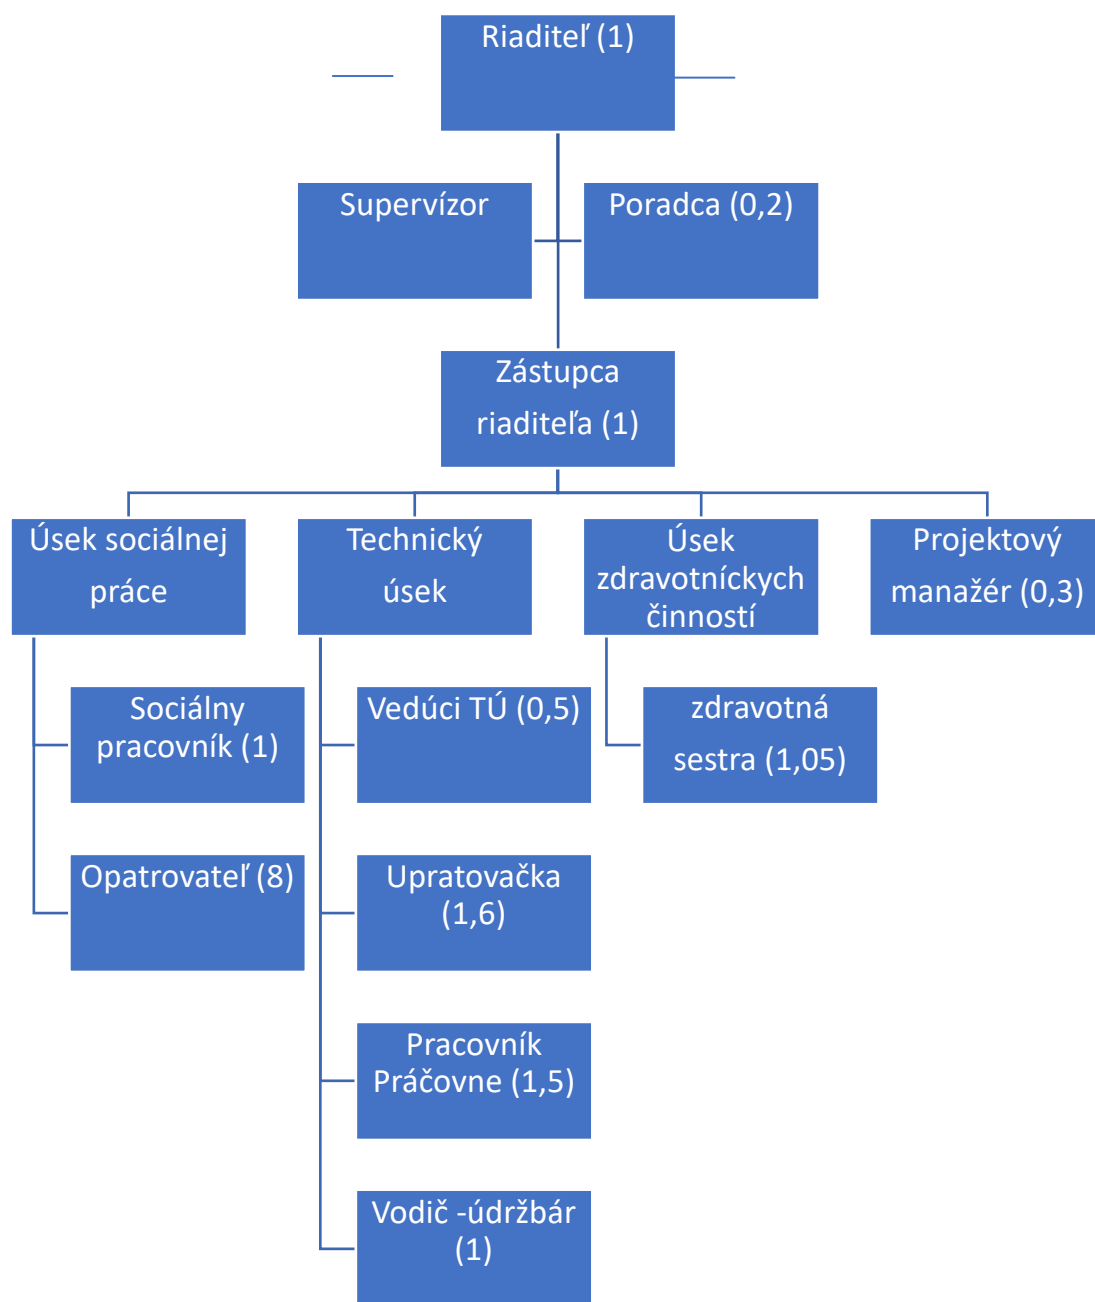 Riaditeľ (1)
Supervízor
Poradca (0,2)
Zástupca
riaditeľa (1)
Úsek sociálnej
práce
Technický
úsek
Úsek
zdravotníckych
činností
Projektový
manažér (0,3)
Sociálny
pracovník (1)
Vedúci TÚ (0,5)
zdravotná
sestra (1,05)
Opatrovateľ (8)
Upratovačka
(1,6)
Pracovník
Práčovne (1,5)
Vodič -údržbár
(1)